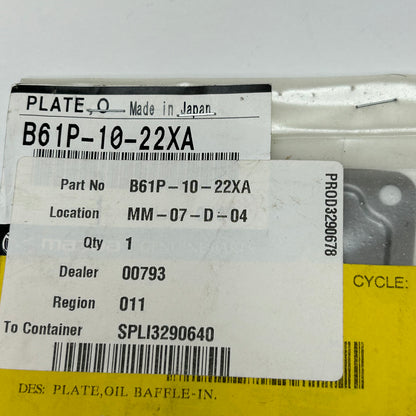 PLATE, O Made in Japan
B61P-10-22XA
Part No B61P-10-22XA
Location MM-07-D-04
Qty 1
Dealer 00793
Region 011
To Container SPLI3290640
PROD3290678
CYCLE:
DES: PLATE,OIL BAFFLE-IN.